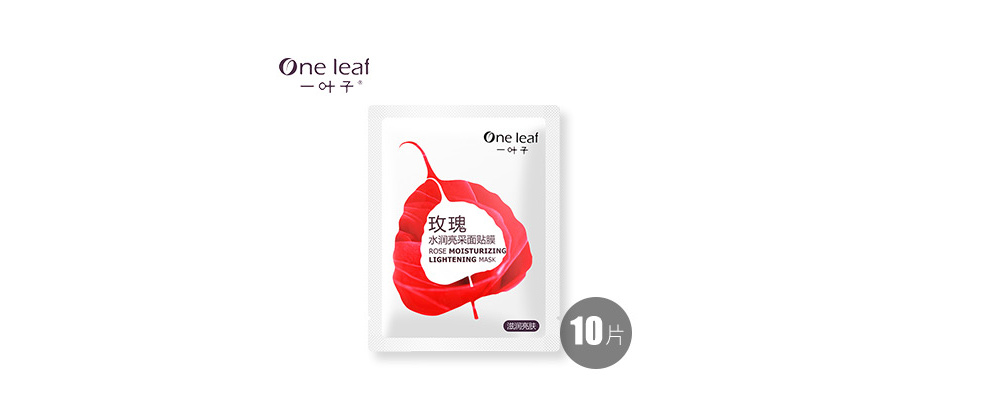 One leaf
一叶子®
One leaf
一叶子
玫瑰
水润亮采面贴膜
ROSE MOISTURIZING
LIGHTENING MASK
滋润亮肤
10片